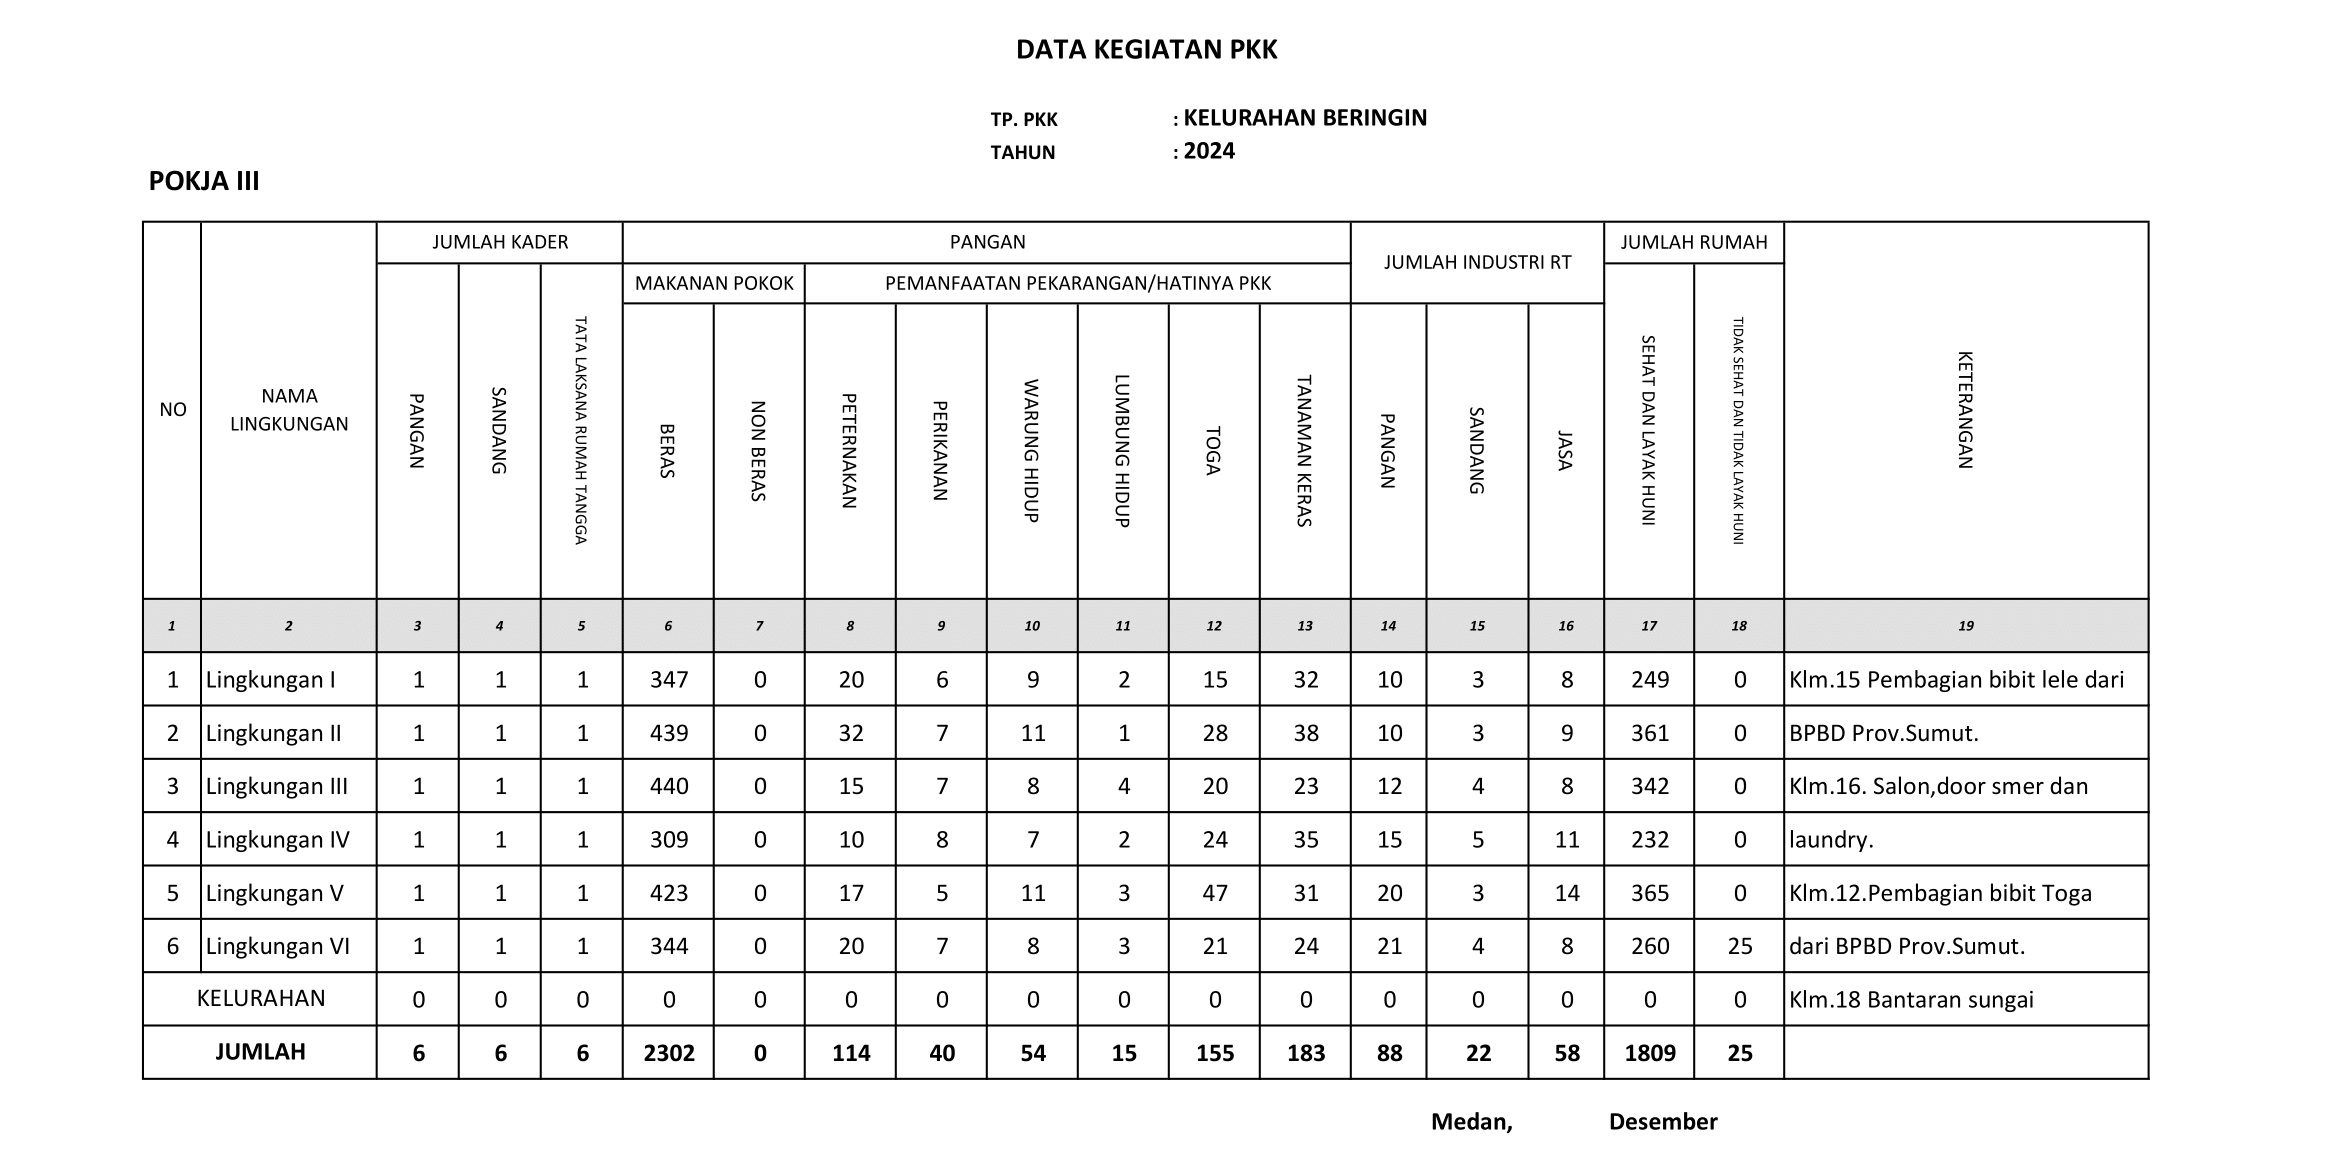 DATA KEGIATAN PKK
TP. PKK : KELURAHAN BERINGIN
TAHUN : 2024
POKJA III
NO
NAMA
LINGKUNGAN
JUMLAH KADER
PANGAN
JUMLAH INDUSTRI RT
JUMLAH RUMAH
KETERANGAN
MAKANAN POKOK
PEMANFAATAN PEKARANGAN/HATINYA PKK
PANGAN
SANDANG
TATA LAKSANA RUMAH TANGGA
BERAS
NON BERAS
PETERNAKAN
PERIKANAN
WARUNG HIDUP
LUMBUNG HIDUP
TOGA
TANAMAN KERAS
PANGAN
SANDANG
JASA
SEHAT DAN LAYAK HUNI
TIDAK SEHAT DAN TIDAK LAYAK HUNI
1 2 3 4 5 6 7 8 9 10 11 12 13 14 15 16 17 18 19
1 Lingkungan I 1 1 1 347 0 20 6 9 2 15 32 10 3 8 249 0 Klm.15 Pembagian bibit lele dari
2 Lingkungan II 1 1 1 439 0 32 7 11 1 28 38 10 3 9 361 0 BPBD Prov.Sumut.
3 Lingkungan III 1 1 1 440 0 15 7 8 4 20 23 12 4 8 342 0 Klm.16. Salon,door smer dan
4 Lingkungan IV 1 1 1 309 0 10 8 7 2 24 35 15 5 11 232 0 laundry.
5 Lingkungan V 1 1 1 423 0 17 5 11 3 47 31 20 3 14 365 0 Klm.12.Pembagian bibit Toga
6 Lingkungan VI 1 1 1 344 0 20 7 8 3 21 24 21 4 8 260 25 dari BPBD Prov.Sumut.
KELURAHAN 0 0 0 0 0 0 0 0 0 0 0 0 0 0 0 0 Klm.18 Bantaran sungai
JUMLAH 6 6 6 2302 0 114 40 54 15 155 183 88 22 58 1809 25
Medan, Desember